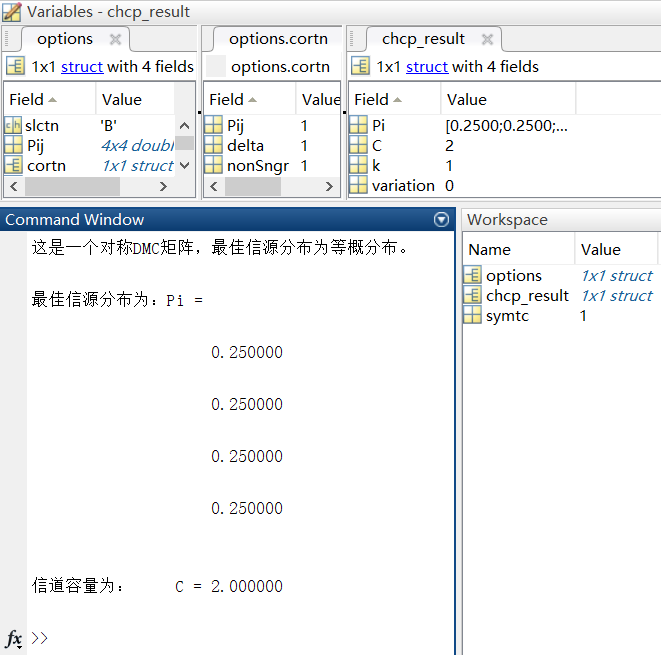 Variables - chcp_result
options
options.cortn
chcp_result
1x1 struct with 4 fields
options.cortn
1x1 struct with 4 fields
Field Value
Field Value
Field Value
slctn 'B'
Pij 4x4 doubl
cortn 1x1 struct
Pij 1
delta 1
nonSngr 1
Pi [0.2500;0.2500;...
C 2
k 1
variation 0
Command Window
这是一个对称DMC矩阵，最佳信源分布为等概分布。
最佳信源分布为：Pi =
0.250000
0.250000
0.250000
0.250000
信道容量为： C = 2.000000
fx >>
Workspace
Name Value
options 1x1 struct
chcp_result 1x1 struct
symtc 1